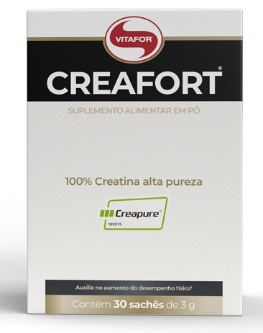 VITAFOR®
CREAFORT®
SUPLEMENTO ALIMENTAR EM PÓ
100% Creatina alta pureza
Creapure®
Auxilia no aumento do desempenho físico¹
Contém 30 sachês de 3 g